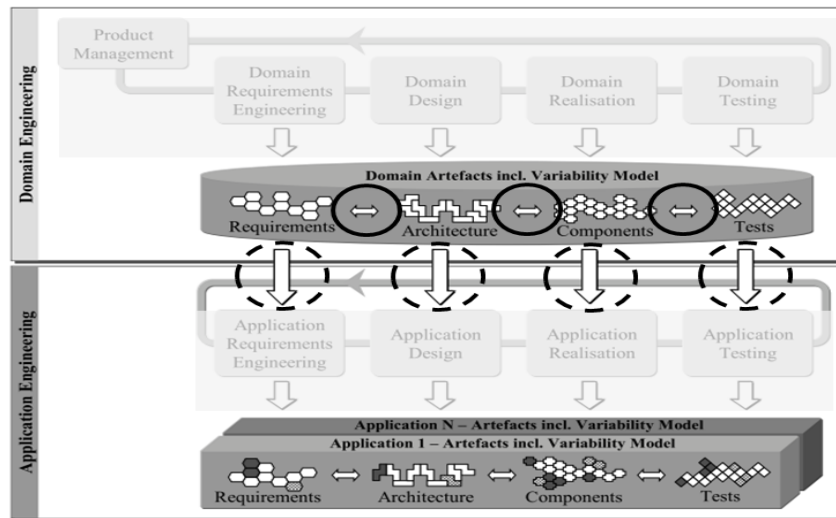 Domain Engineering
Product
Management
Domain
Requirements
Engineering
Domain
Design
Domain
Realisation
Domain
Testing
Domain Artefacts incl. Variability Model
Requirements
Architecture
Components
Tests
Application Engineering
Application
Requirements
Engineering
Application
Design
Application
Realisation
Application
Testing
Application N – Artefacts incl. Variability Model
Application 1 – Artefacts incl. Variability Model
Requirements
Architecture
Components
Tests